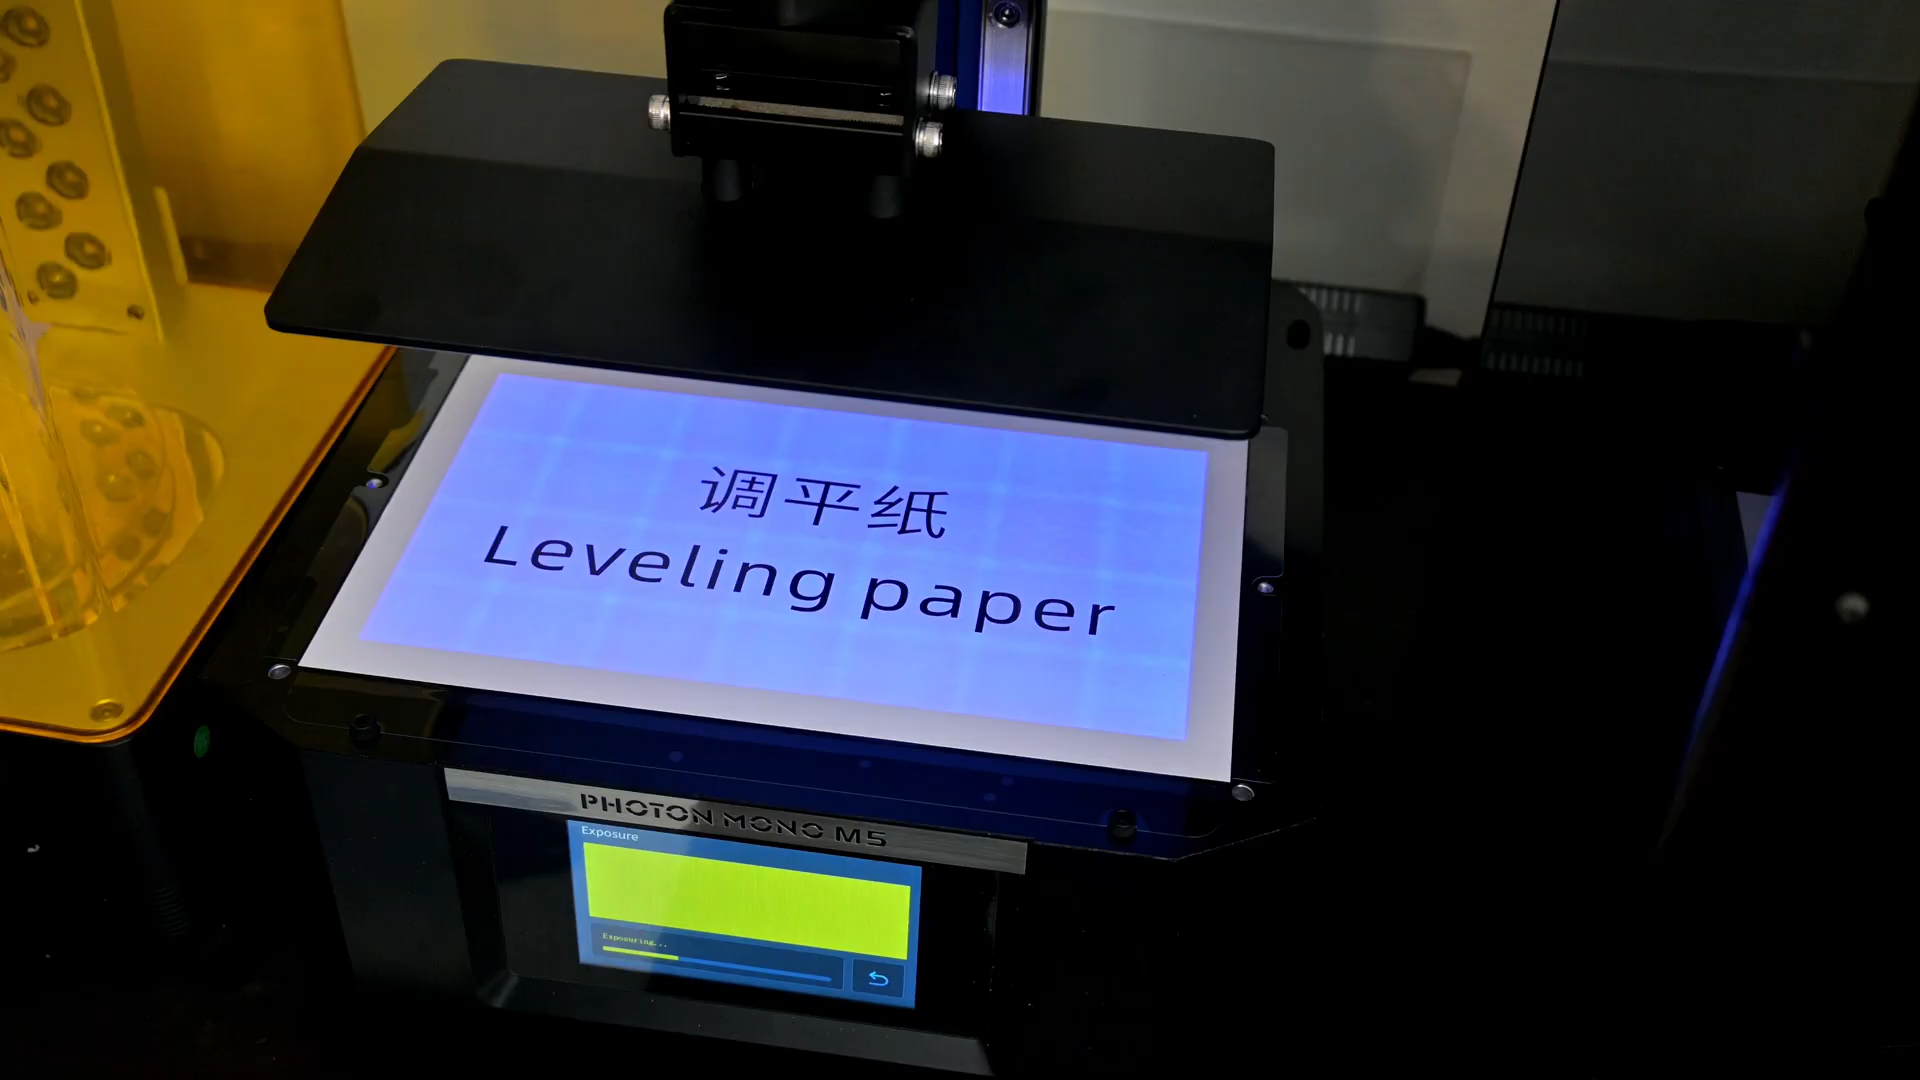 调平纸
Leveling paper
PHOTON MONO M5
Exposure
Exposuring...